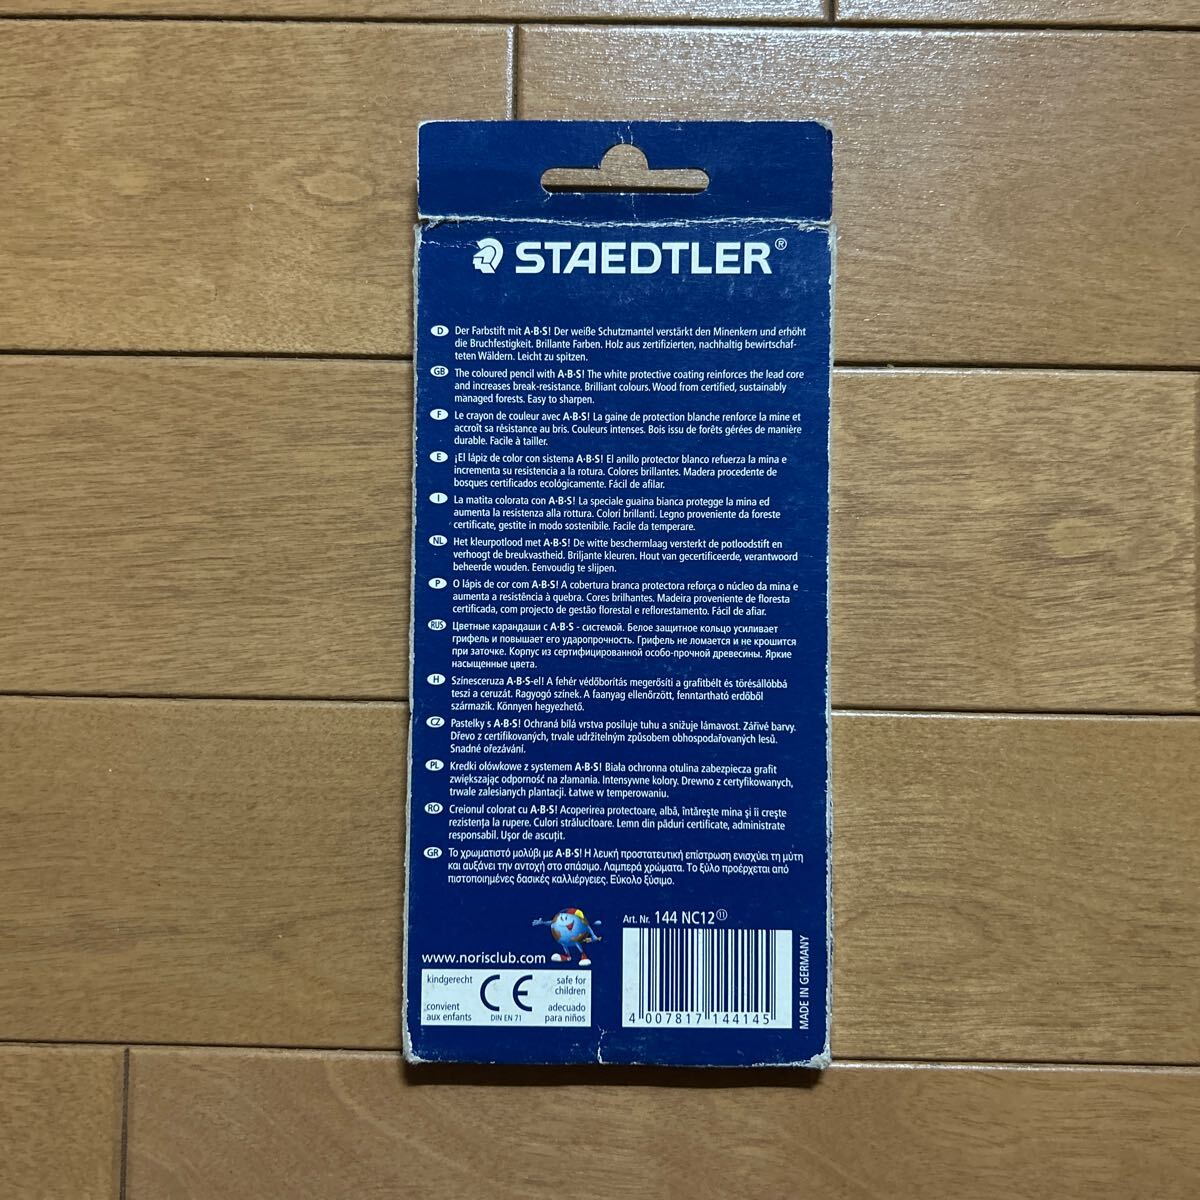 STAEDTLER®
D Der Farbstift mit A·B·S! Der weiße Schutzmantel verstärkt den Minenkern und erhöht
die Bruchfestigkeit. Brillante Farben. Holz aus zertifizierten, nachhaltig bewirtschaf-
teten Wäldern. Leicht zu spitzen.
GB The coloured pencil with A·B·S! The white protective coating reinforces the lead core
and increases break-resistance. Brilliant colours. Wood from certified, sustainably
managed forests. Easy to sharpen.
F Le crayon de couleur avec A·B·S! La gaine de protection blanche renforce la mine et
accroît sa résistance au bris. Couleurs intenses. Bois issu de forêts gérées de manière
durable. Facile à tailler.
E ¡El lápiz de color con sistema A·B·S! El anillo protector blanco refuerza la mina e
incrementa su resistencia a la rotura. Colores brillantes. Madera procedente de
bosques certificados ecológicamente. Fácil de afilar.
I La matita colorata con A·B·S! La speciale guaina bianca protegge la mina ed
aumenta la resistenza alla rottura. Colori brillanti. Legno proveniente da foreste
certificate, gestite in modo sostenibile. Facile da temperare.
NL Het kleurpotlood met A·B·S! De witte beschermlaag versterkt de potloodstift en
verhoogt de breukvastheid. Briljante kleuren. Hout van gecertificeerde, verantwoord
beheerde wouden. Eenvoudig te slijpen.
P O lápis de cor com A·B·S! A cobertura branca protectora reforça o núcleo da mina e
aumenta a resistência à quebra. Cores brilhantes. Madeira proveniente de floresta
certificada, com projecto de gestão florestal e reflorestamento. Fácil de afiar.
RUS Цветные карандаши с A·B·S - системой. Белое защитное кольцо усиливает
грифель и повышает его ударопрочность. Грифель не ломается и не крошится
при заточке. Корпус из сертифицированной особо-прочной древесины. Яркие
насыщенные цвета.
H Színesceruza A·B·S-el! A fehér védőborítás megerősíti a grafitbélt és törésállóbbá
teszi a ceruzát. Ragyogó színek. A faanyag ellenőrzött, fenntartható erdőből
származik. Könnyen hegyezhető.
CZ Pastelky s A·B·S! Ochraná bílá vrstva posiluje tuhu a snižuje lámavost. Zářivé barvy.
Dřevo z certifikovaných, trvale udržitelným způsobem obhospodařovaných lesů.
Snadné ořezávání.
PL Kredki ołówkowe z systemem A·B·S! Biała ochronna otulina zabezpiecza grafit
zwiększając odporność na złamania. Intensywne kolory. Drewno z certyfikowanych,
trwale zalesianych plantacji. Łatwe w temperowaniu.
RO Creionul colorat cu A·B·S! Acoperirea protectoare, albă, întăreşte mina şi îi creşte
rezistenţa la rupere. Culori strălucitoare. Lemn din păduri certificate, administrate
responsabil. Uşor de ascuţit.
GR Το χρωματιστό μολύβι με A·B·S! Η λευκή προστατευτική επίστρωση ενισχύει τη μύτη
και αυξάνει την αντοχή στο σπάσιμο. Λαμπερά χρώματα. Το ξύλο προέρχεται από
πιστοποιημένες δασικές καλλιέργειες. Εύκολο ξύσιμο.
www.norisclub.com
kindgerecht
safe for
children
CE
convient
aux enfants
DIN EN 71
adecuado
para niños
Art. Nr. 144 NC12 ⑪
4 007817 144145
MADE IN GERMANY